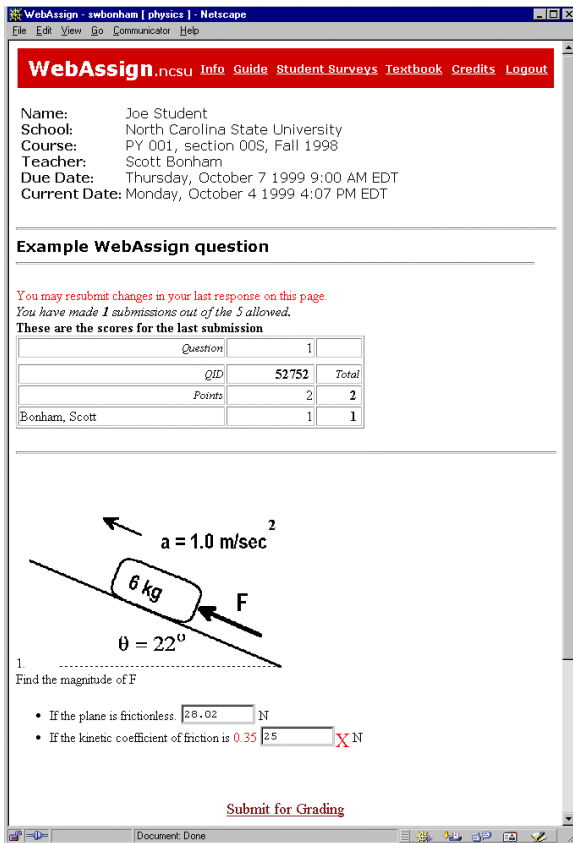 WebAssign - swbonham [ physics ] - Netscape
File Edit View Go Communicator Help
WebAssign.ncsu Info Guide Student Surveys Textbook Credits Logout
Name: Joe Student
School: North Carolina State University
Course: PY 001, section 00S, Fall 1998
Teacher: Scott Bonham
Due Date: Thursday, October 7 1999 9:00 AM EDT
Current Date: Monday, October 4 1999 4:07 PM EDT
Example WebAssign question
You may resubmit changes in your last response on this page.
You have made 1 submissions out of the 5 allowed.
These are the scores for the last submission
Question 1
QID 52752 Total
Points 2 2
Bonham, Scott 1 1
a = 1.0 m/sec²
6 kg
F
θ = 22°
1.
Find the magnitude of F
• If the plane is frictionless. 28.02 N
• If the kinetic coefficient of friction is 0.35 25 X N
Submit for Grading
Document: Done